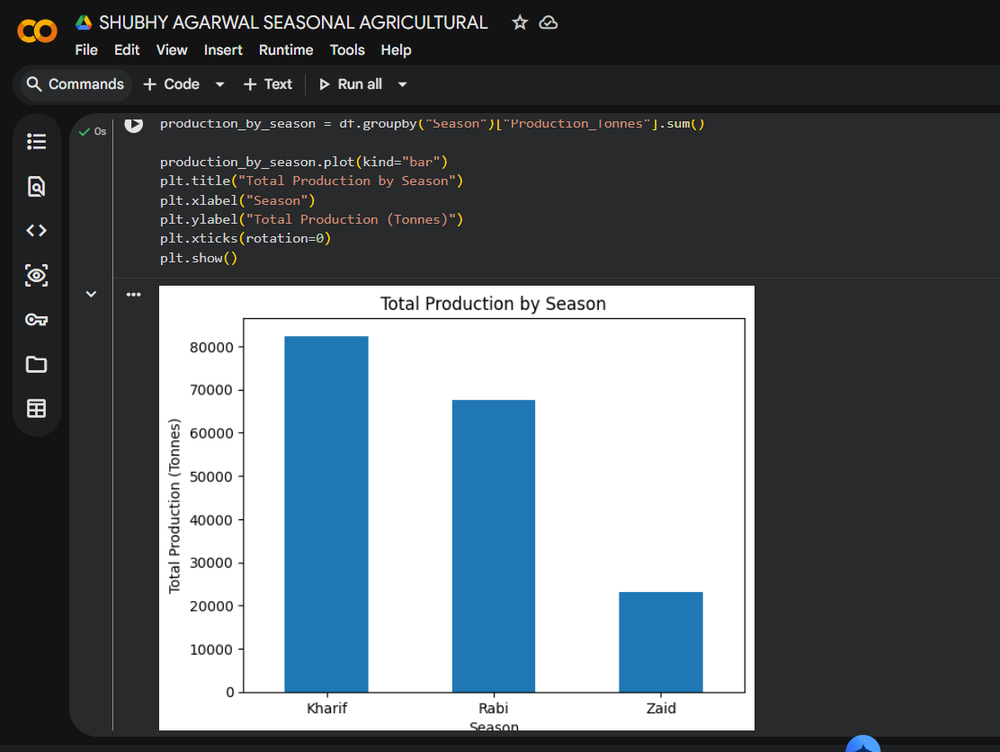 SHUBHY AGARWAL SEASONAL AGRICULTURAL
File Edit View Insert Runtime Tools Help
Commands + Code + Text Run all
0s
production_by_season = df.groupby("Season")["Production_Tonnes"].sum()
production_by_season.plot(kind="bar")
plt.title("Total Production by Season")
plt.xlabel("Season")
plt.ylabel("Total Production (Tonnes)")
plt.xticks(rotation=0)
plt.show()
Total Production by Season
80000
70000
60000
50000
40000
30000
20000
10000
0
Total Production (Tonnes)
Kharif Rabi Zaid
Season